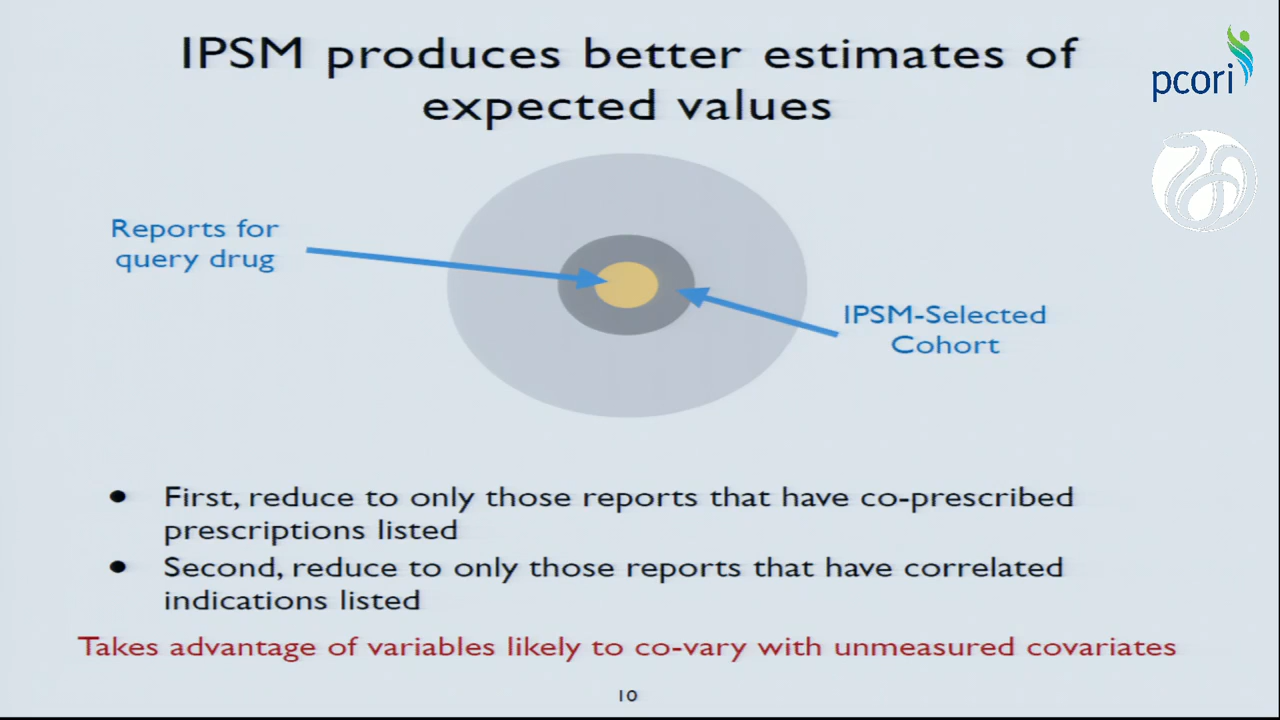 IPSM produces better estimates of
expected values
pcori
Reports for
query drug
IPSM-Selected
Cohort
• First, reduce to only those reports that have co-prescribed
prescriptions listed
• Second, reduce to only those reports that have correlated
indications listed
Takes advantage of variables likely to co-vary with unmeasured covariates
10